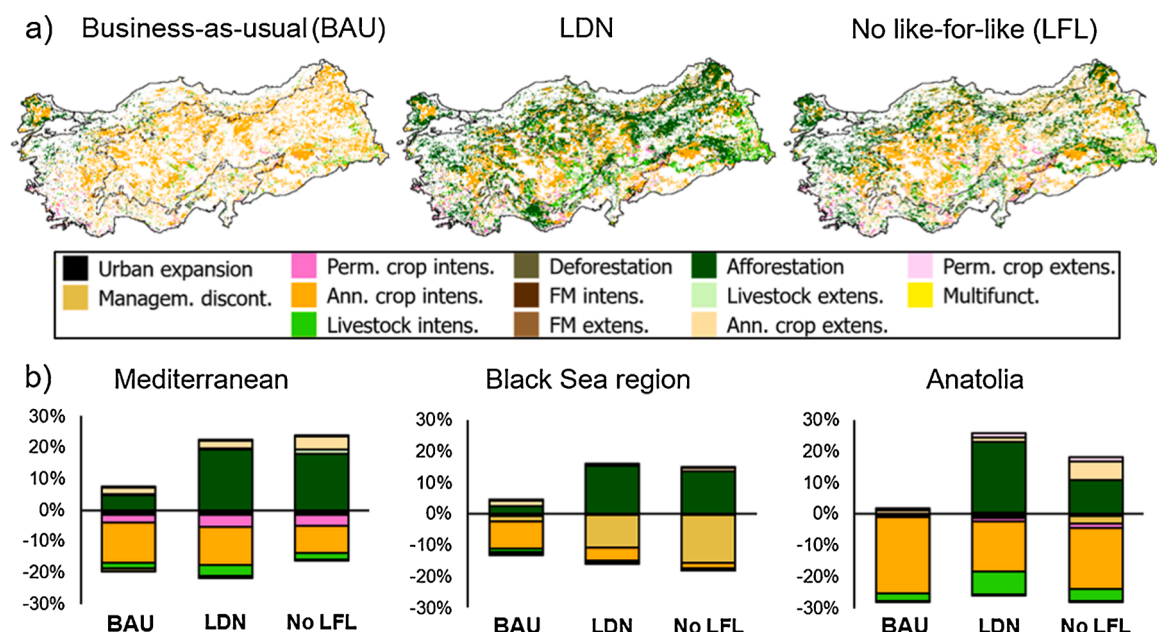 a) Business-as-usual (BAU) LDN No like-for-like (LFL)
Urban expansion Perm. crop intens. Deforestation Afforestation Perm. crop extens.
Managem. discont. Ann. crop intens. FM intens. Livestock extens. Multifunct.
Livestock intens. FM extens. Ann. crop extens.
b) Mediterranean Black Sea region Anatolia
30% 30% 30%
20% 20% 20%
10% 10% 10%
0% 0% 0%
-10% -10% -10%
-20% -20% -20%
-30% -30% -30%
BAU LDN No LFL BAU LDN No LFL BAU LDN No LFL